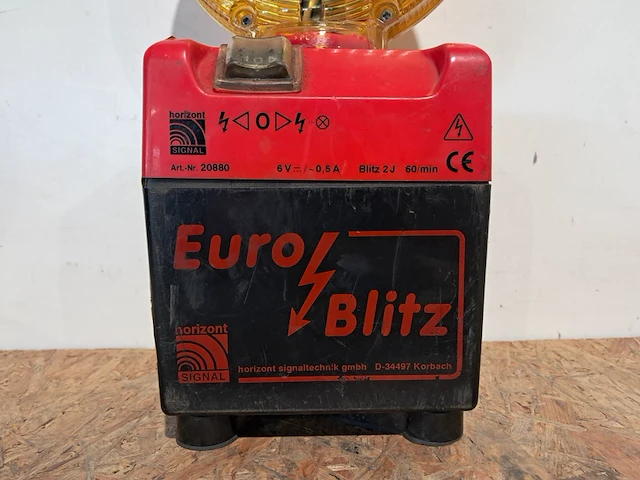 horizont
SIGNAL
Art.-Nr. 20880
6 V ⎓ / ~ 0,5 A Blitz 2 J 60/min CE
Euro
Blitz
horizont
SIGNAL
horizont signaltechnik gmbh D-34497 Korbach